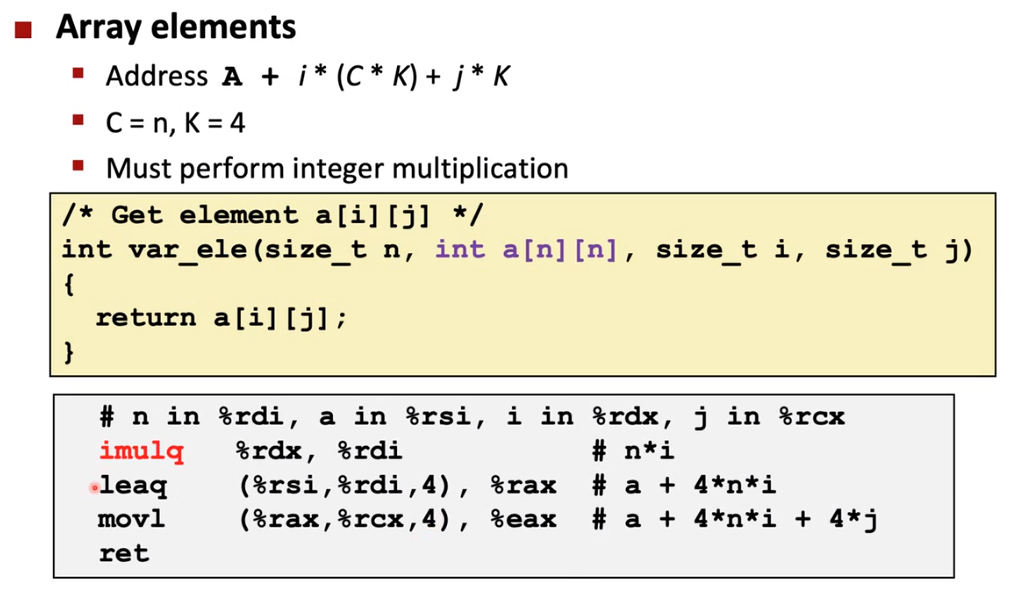 Array elements
Address A + i * (C * K) + j * K
C = n, K = 4
Must perform integer multiplication
/* Get element a[i][j] */
int var_ele(size_t n, int a[n][n], size_t i, size_t j)
{
  return a[i][j];
}
# n in %rdi, a in %rsi, i in %rdx, j in %rcx
imulq   %rdx, %rdi           # n*i
leaq    (%rsi,%rdi,4), %rax  # a + 4*n*i
movl    (%rax,%rcx,4), %eax  # a + 4*n*i + 4*j
ret